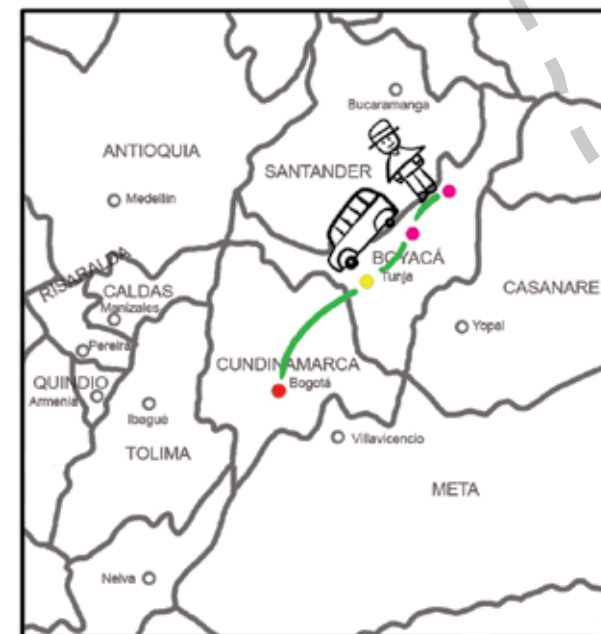 Bucaramanga
ANTIOQUIA
SANTANDER
Medellín
BOYACÁ
RISARALDA
Tunja
CALDAS
CASANARE
Manizales
Yopal
Pereira
CUNDINAMARCA
QUINDIO
Bogotá
Armenia
Ibagué
Villavicencio
TOLIMA
META
Neiva